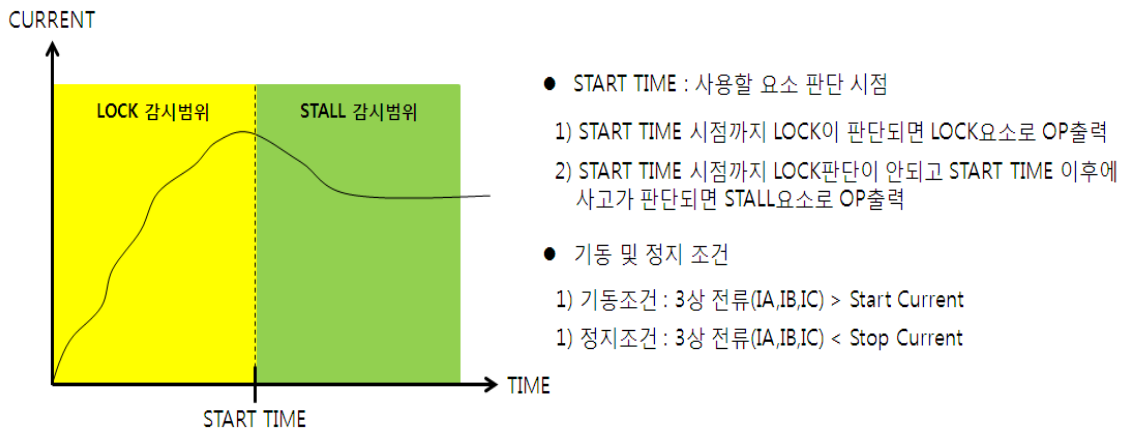 CURRENT
LOCK 감시범위
STALL 감시범위
TIME
START TIME
● START TIME : 사용할 요소 판단 시점
1) START TIME 시점까지 LOCK이 판단되면 LOCK요소로 OP출력
2) START TIME 시점까지 LOCK판단이 안되고 START TIME 이후에
사고가 판단되면 STALL요소로 OP출력
● 기동 및 정지 조건
1) 기동조건 : 3상 전류(IA,IB,IC) > Start Current
1) 정지조건 : 3상 전류(IA,IB,IC) < Stop Current